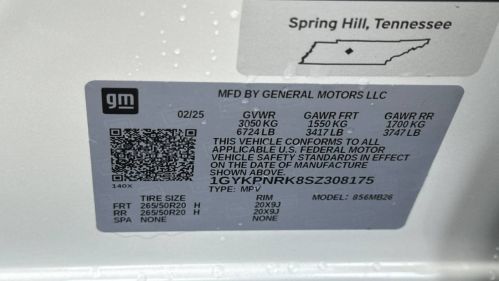 Spring Hill, Tennessee
gm
MFD BY GENERAL MOTORS LLC
02/25 GVWR GAWR FRT GAWR RR
3050 KG 1550 KG 1700 KG
6724 LB 3417 LB 3747 LB
THIS VEHICLE CONFORMS TO ALL
APPLICABLE U.S. FEDERAL MOTOR
VEHICLE SAFETY STANDARDS IN EFFECT
ON THE DATE OF MANUFACTURE
SHOWN ABOVE.
1GYKPNRK8SZ308175
140X TYPE: MPV
TIRE SIZE RIM MODEL: 856MB26
FRT 265/50R20 H 20X9J
RR 265/50R20 H 20X9J
SPA NONE NONE